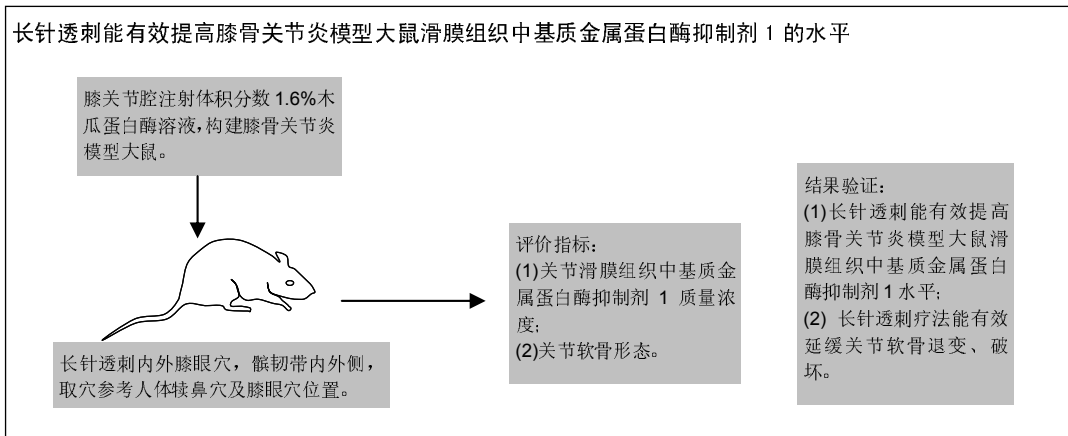 长针透刺能有效提高膝骨关节炎模型大鼠滑膜组织中基质金属蛋白酶抑制剂 1 的水平
膝关节腔注射体积分数 1.6%木
瓜蛋白酶溶液，构建膝骨关节炎
模型大鼠。
长针透刺内外膝眼穴，髌韧带内外侧，
取穴参考人体犊鼻穴及膝眼穴位置。
评价指标：
(1)关节滑膜组织中基质金
属蛋白酶抑制剂 1 质量浓
度；
(2)关节软骨形态。
结果验证：
(1)长针透刺能有效提高
膝骨关节炎模型大鼠滑
膜组织中基质金属蛋白
酶抑制剂 1 水平；
(2) 长针透刺疗法能有效
延缓关节软骨退变、破
坏。